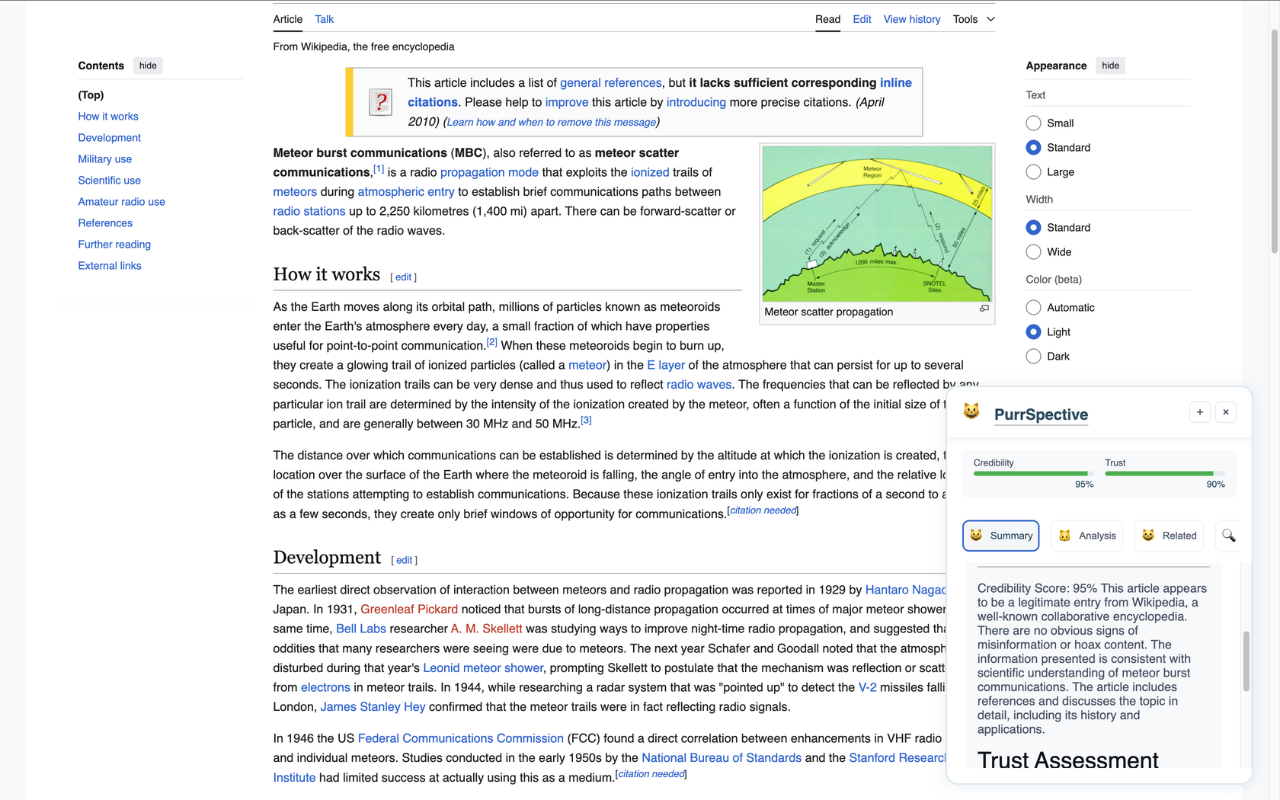 Article
Talk
Read
Edit
View history
Tools
From Wikipedia, the free encyclopedia
Contents
hide
(Top)
How it works
Development
Military use
Scientific use
Amateur radio use
References
Further reading
External links
This article includes a list of general references, but it lacks sufficient corresponding inline
citations. Please help to improve this article by introducing more precise citations. (April
2010) (Learn how and when to remove this message)
Meteor burst communications (MBC), also referred to as meteor scatter
communications,[1] is a radio propagation mode that exploits the ionized trails of
meteors during atmospheric entry to establish brief communications paths between
radio stations up to 2,250 kilometres (1,400 mi) apart. There can be forward-scatter or
back-scatter of the radio waves.
Meteor
Region
25 miles
(1) request
(3) acknowledge
(2) respond
60 miles
1200 miles max.
Master
Station
SNOTEL
Sites
Meteor scatter propagation
How it works
[ edit ]
As the Earth moves along its orbital path, millions of particles known as meteoroids
enter the Earth's atmosphere every day, a small fraction of which have properties
useful for point-to-point communication.[2] When these meteoroids begin to burn up,
they create a glowing trail of ionized particles (called a meteor) in the E layer of the atmosphere that can persist for up to several
seconds. The ionization trails can be very dense and thus used to reflect radio waves. The frequencies that can be reflected by any
particular ion trail are determined by the intensity of the ionization created by the meteor, often a function of the initial size of
particle, and are generally between 30 MHz and 50 MHz.[3]
The distance over which communications can be established is determined by the altitude at which the ionization is created,
location over the surface of the Earth where the meteoroid is falling, the angle of entry into the atmosphere, and the relative
of the stations attempting to establish communications. Because these ionization trails only exist for fractions of a second to
as a few seconds, they create only brief windows of opportunity for communications.[citation needed]
Development
[ edit ]
The earliest direct observation of interaction between meteors and radio propagation was reported in 1929 by Hantaro Nagao
Japan. In 1931, Greenleaf Pickard noticed that bursts of long-distance propagation occurred at times of major meteor shower
same time, Bell Labs researcher A. M. Skellett was studying ways to improve night-time radio propagation, and suggested tha
oddities that many researchers were seeing were due to meteors. The next year Schafer and Goodall noted that the atmosph
disturbed during that year's Leonid meteor shower, prompting Skellett to postulate that the mechanism was reflection or scatt
from electrons in meteor trails. In 1944, while researching a radar system that was "pointed up" to detect the V-2 missiles falli
London, James Stanley Hey confirmed that the meteor trails were in fact reflecting radio signals.
In 1946 the US Federal Communications Commission (FCC) found a direct correlation between enhancements in VHF radio
and individual meteors. Studies conducted in the early 1950s by the National Bureau of Standards and the Stanford Researc
Institute had limited success at actually using this as a medium.[citation needed]
Appearance
hide
Text
Small
Standard
Large
Width
Standard
Wide
Color (beta)
Automatic
Light
Dark
PurrSpective
+
×
Credibility
95%
Trust
90%
Summary
Analysis
Related
Credibility Score: 95% This article appears
to be a legitimate entry from Wikipedia, a
well-known collaborative encyclopedia.
There are no obvious signs of
misinformation or hoax content. The
information presented is consistent with
scientific understanding of meteor burst
communications. The article includes
references and discusses the topic in
detail, including its history and
applications.
Trust Assessment